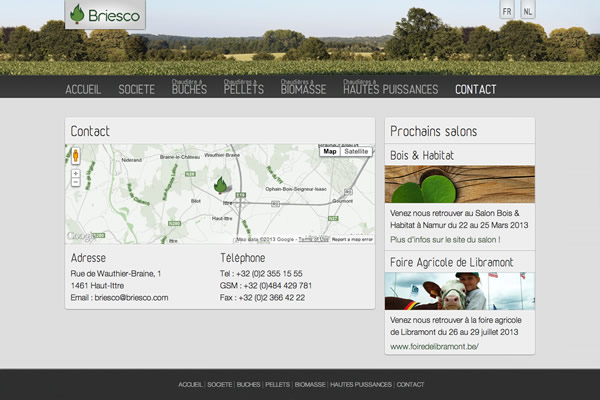 Briesco
FR NL
ACCUEIL SOCIETE Chaudière à BUCHES Chaudières à PELLETS Chaudières à BIOMASSE Chaudières à HAUTES PUISSANCES CONTACT
Contact
Map Satellite
Niderand
Braine-le-Château
Wauthier-Braine
Ophain-Bois-Seigneur-Isaac
Bilot
Ittre
Haut-Ittre
Goumont
Google
Map data ©2013 Google - Terms of Use Report a map error
Adresse
Rue de Wauthier-Braine, 1
1461 Haut-Ittre
Email : briesco@briesco.com
Téléphone
Tel : +32 (0)2 355 15 55
GSM : +32 (0)484 429 781
Fax : +32 (0)2 366 42 22
Prochains salons
Bois & Habitat
Venez nous retrouver au Salon Bois &
Habitat à Namur du 22 au 25 Mars 2013
Plus d'infos sur le site du salon !
Foire Agricole de Libramont
Venez nous retrouver à la foire agricole
de Libramont du 26 au 29 juillet 2013
www.foiredelibramont.be/
ACCUEIL | SOCIETE | BUCHES | PELLETS | BIOMASSE | HAUTES PUISSANCES | CONTACT